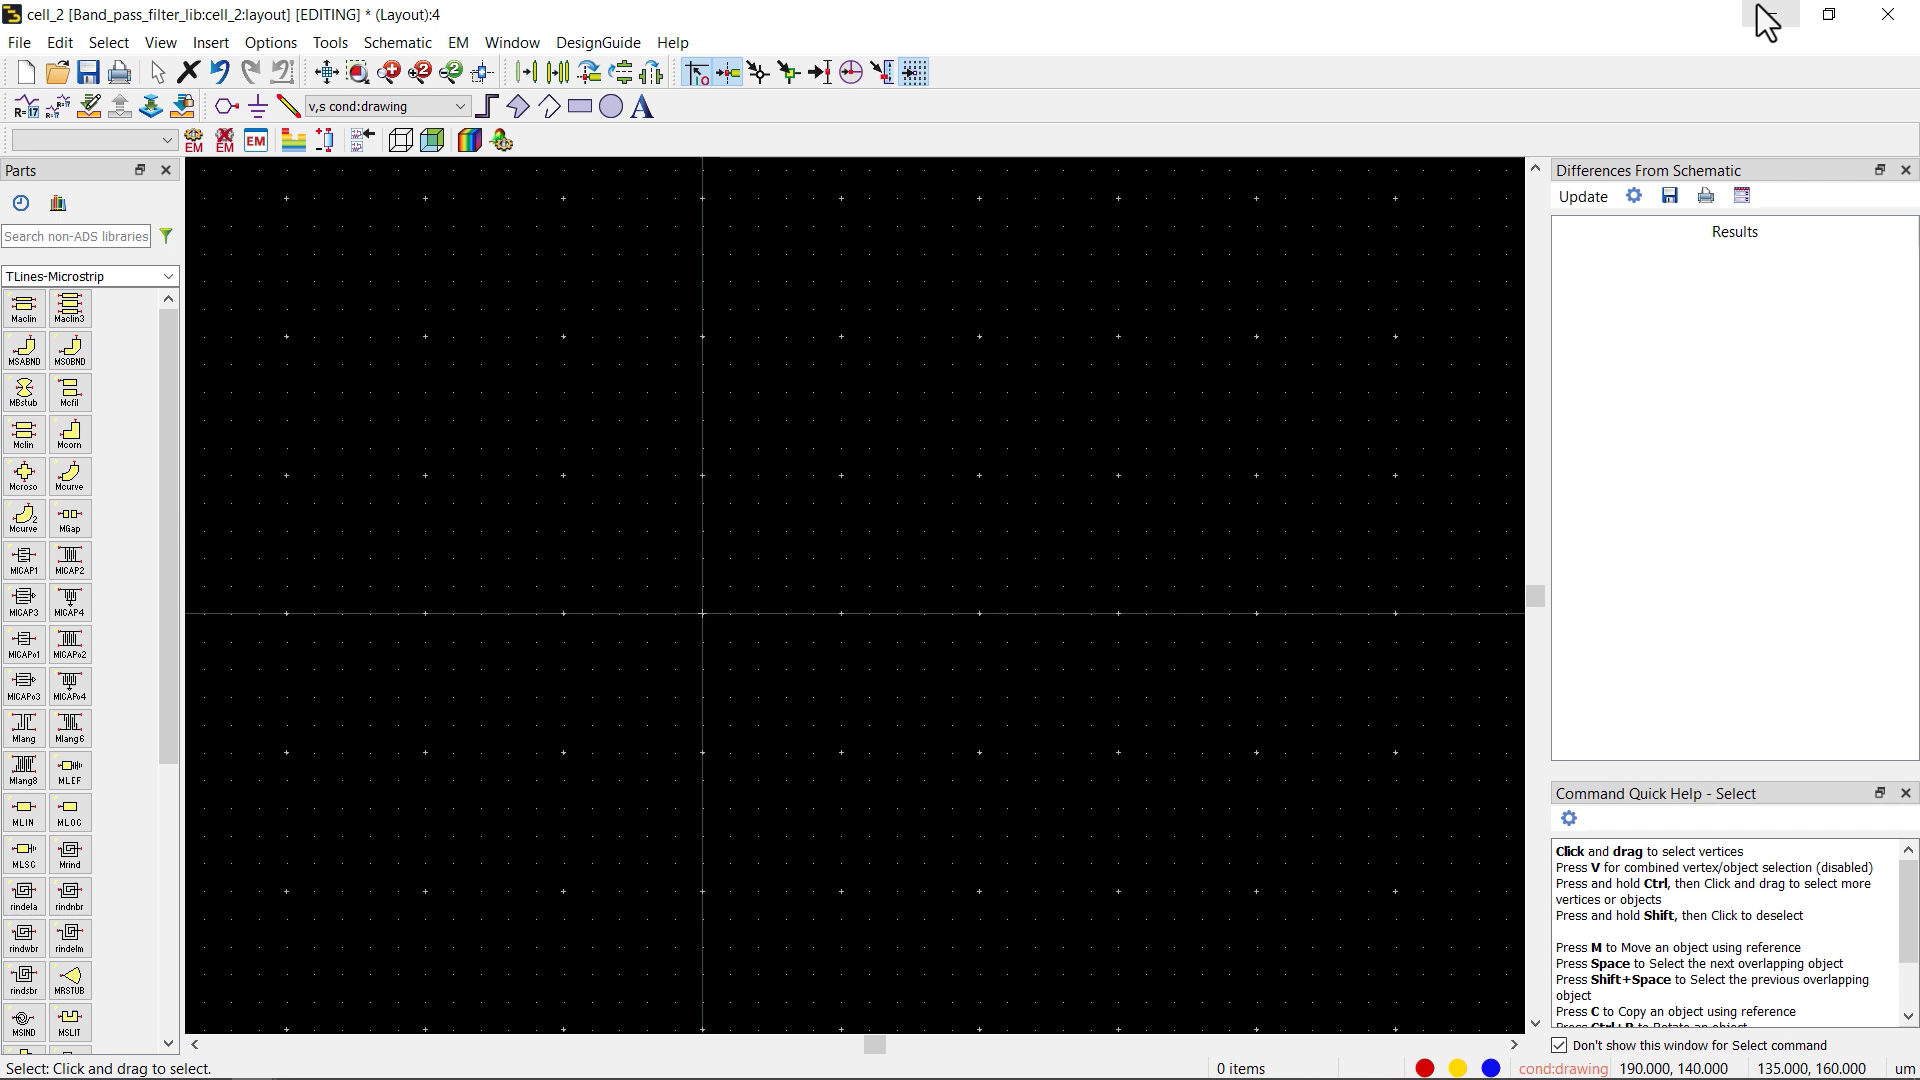 cell_2 [Band_pass_filter_lib:cell_2:layout] [EDITING] * (Layout):4
File Edit Select View Insert Options Tools Schematic EM Window DesignGuide Help
v,s cond:drawing
EM EM EM
Parts
Search non-ADS libraries
TLines-Microstrip
Maclin Maclin3
MSABND MSOBND
MBstub Mcfil
Mclin Mcorn
Mcroso Mcurve
Mcurve MGap
MICAP1 MICAP2
MICAP3 MICAP4
MICAPo1 MICAPo2
MICAPo3 MICAPo4
Mlang Mlang6
Mlang8 MLEF
MLIN MLOC
MLSC Mrind
rindela rindnbr
rindwbr rindelm
rindsbr MRSTUB
MSIND MSLIT
Differences From Schematic
Update
Results
Command Quick Help - Select
Click and drag to select vertices
Press V for combined vertex/object selection (disabled)
Press and hold Ctrl, then Click and drag to select more
vertices or objects
Press and hold Shift, then Click to deselect
Press M to Move an object using reference
Press Space to Select the next overlapping object
Press Shift+Space to Select the previous overlapping
object
Press C to Copy an object using reference
Don't show this window for Select command
Select: Click and drag to select.
0 items
cond:drawing 190.000, 140.000 135.000, 160.000 um